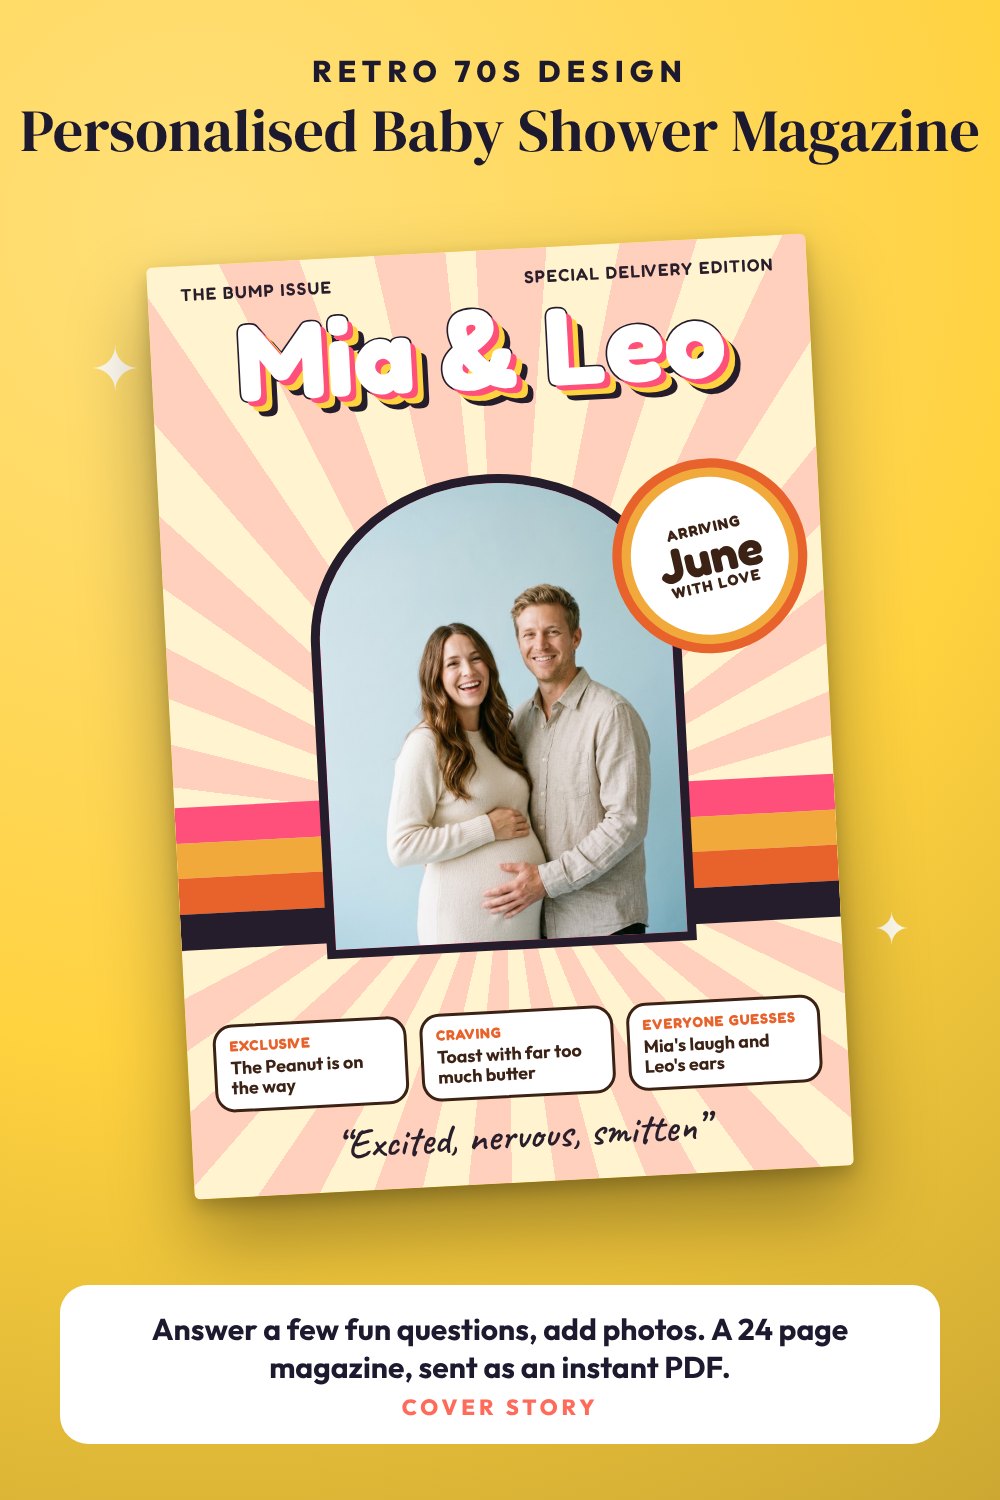 RETRO 70S DESIGN
Personalised Baby Shower Magazine
THE BUMP ISSUE
SPECIAL DELIVERY EDITION
Mia & Leo
ARRIVING
June
WITH LOVE
EXCLUSIVE
The Peanut is on
the way
CRAVING
Toast with far too
much butter
EVERYONE GUESSES
Mia's laugh and
Leo's ears
“Excited, nervous, smitten”
Answer a few fun questions, add photos. A 24 page
magazine, sent as an instant PDF.
COVER STORY